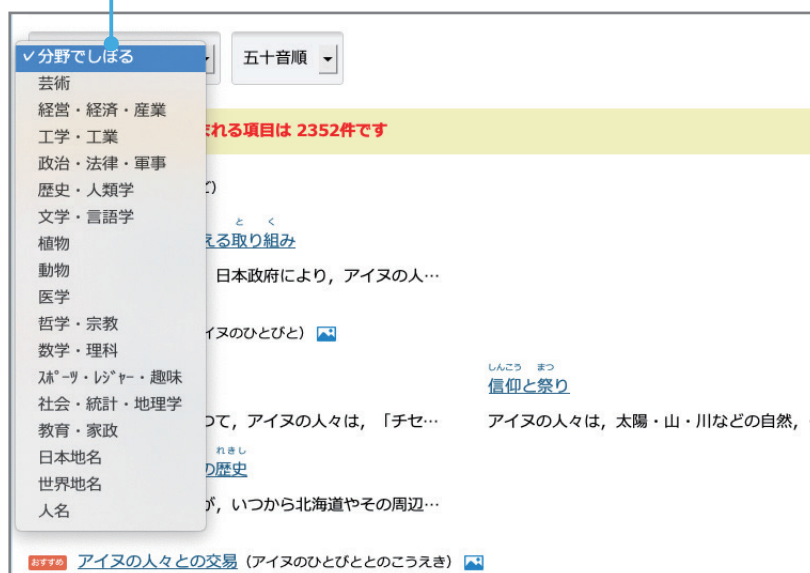 ✓分野でしぼる
五十音順
芸術
経営・経済・産業
工学・工業
まれる項目は 2352件です
政治・法律・軍事
歴史・人類学
ど)
文学・言語学
と く
える取り組み
植物
動物
日本政府により，アイヌの人…
医学
哲学・宗教
イヌのひとびと)
数学・理科
ｽﾎﾟｰﾂ・ﾚｼﾞｬｰ・趣味
しんこう まつ
信仰と祭り
社会・統計・地理学
つて，アイヌの人々は，「チセ…
アイヌの人々は，太陽・山・川などの自然，
教育・家政
日本地名
れきし
の歴史
世界地名
が，いつから北海道やその周辺…
人名
おすすめ アイヌの人々との交易 (アイヌのひとびととのこうえき)